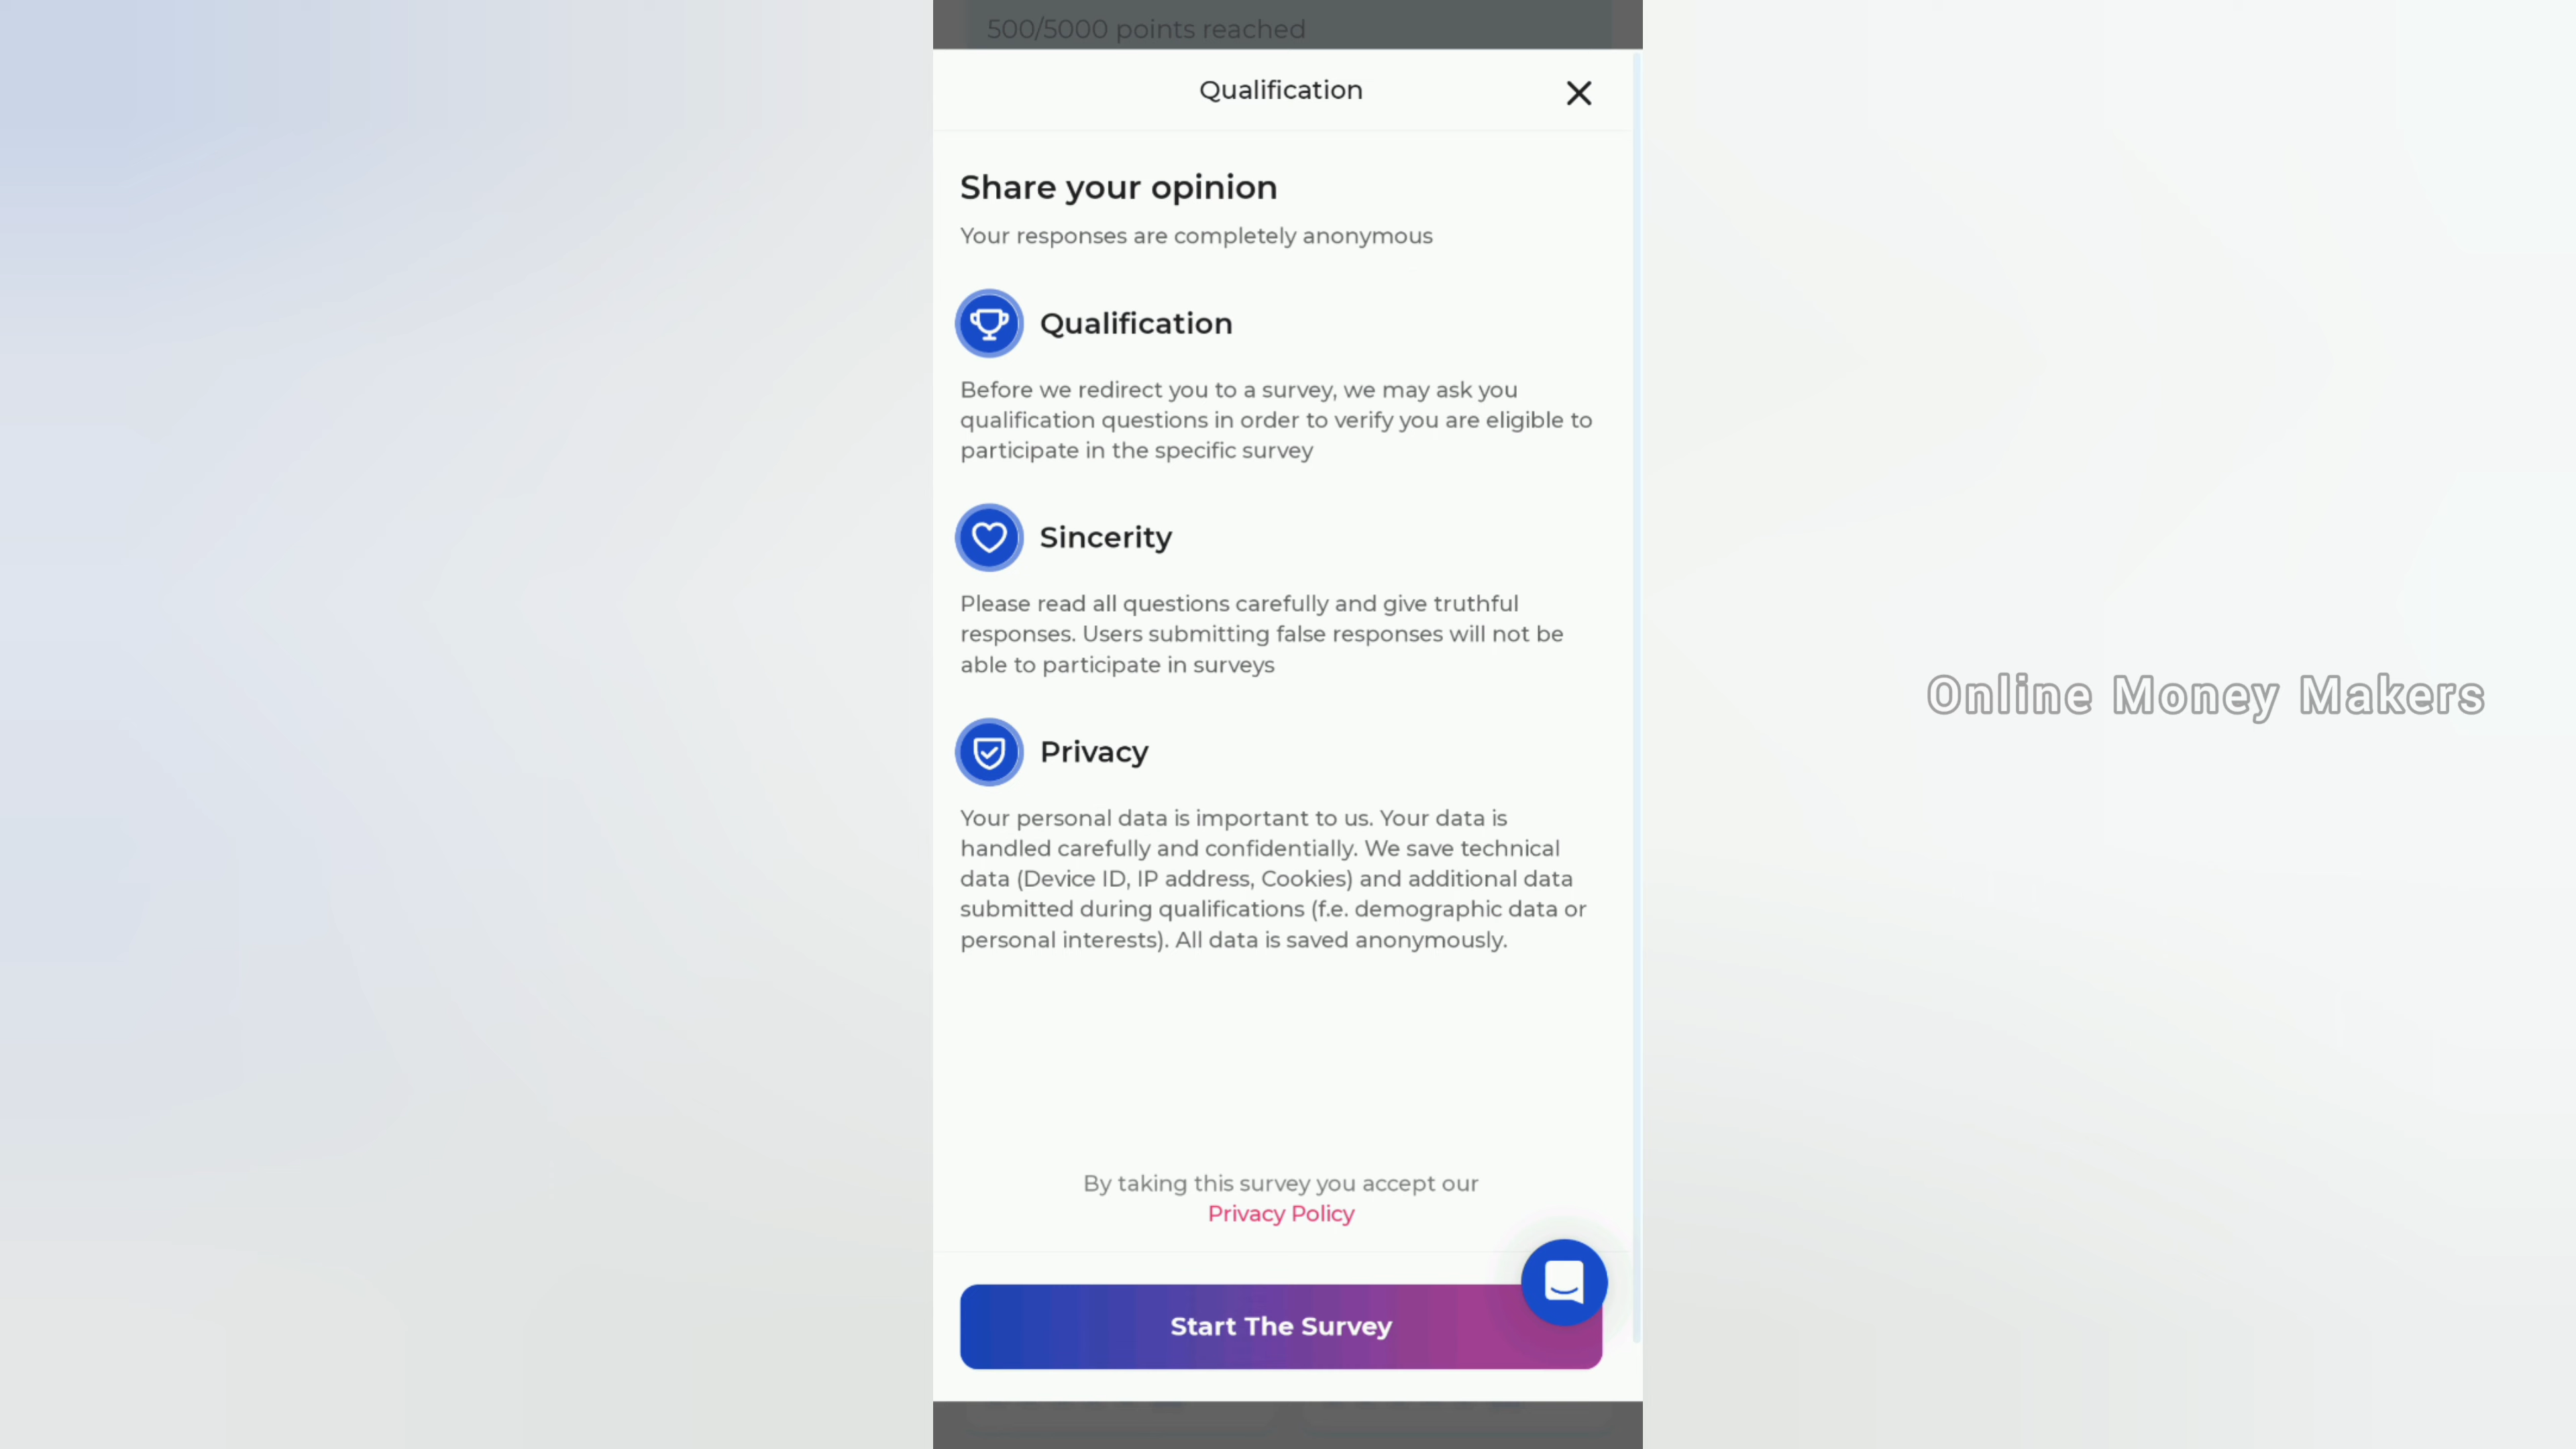 500/5000 points reached
Qualification
Share your opinion
Your responses are completely anonymous
Qualification
Before we redirect you to a survey, we may ask you
qualification questions in order to verify you are eligible to
participate in the specific survey
Sincerity
Please read all questions carefully and give truthful
responses. Users submitting false responses will not be
able to participate in surveys
Privacy
Your personal data is important to us. Your data is
handled carefully and confidentially. We save technical
data (Device ID, IP address, Cookies) and additional data
submitted during qualifications (f.e. demographic data or
personal interests). All data is saved anonymously.
By taking this survey you accept our
Privacy Policy
Start The Survey
Online Money Makers